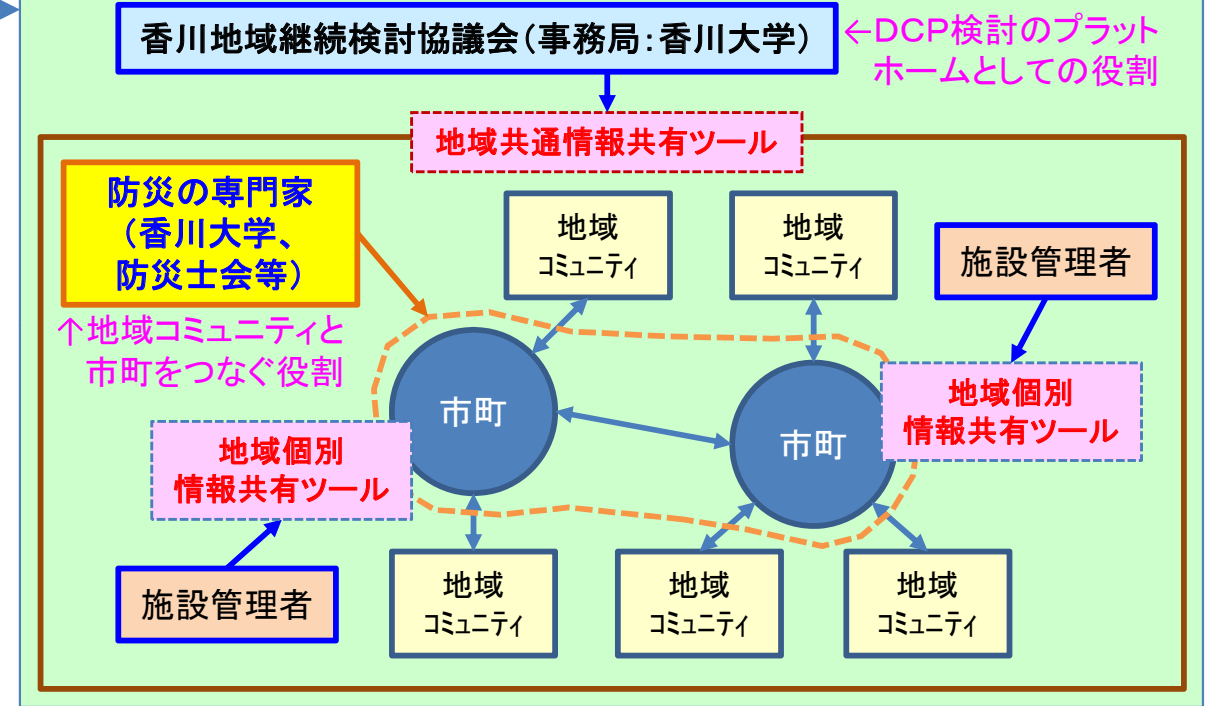 香川地域継続検討協議会（事務局：香川大学）
←DCP検討のプラット
ホームとしての役割
地域共通情報共有ツール
防災の専門家
（香川大学、
防災士会等）
↑地域コミュニティと
市町をつなぐ役割
地域
コミュニティ
地域
コミュニティ
施設管理者
市町
市町
地域個別
情報共有ツール
地域個別
情報共有ツール
施設管理者
地域
コミュニティ
地域
コミュニティ
地域
コミュニティ